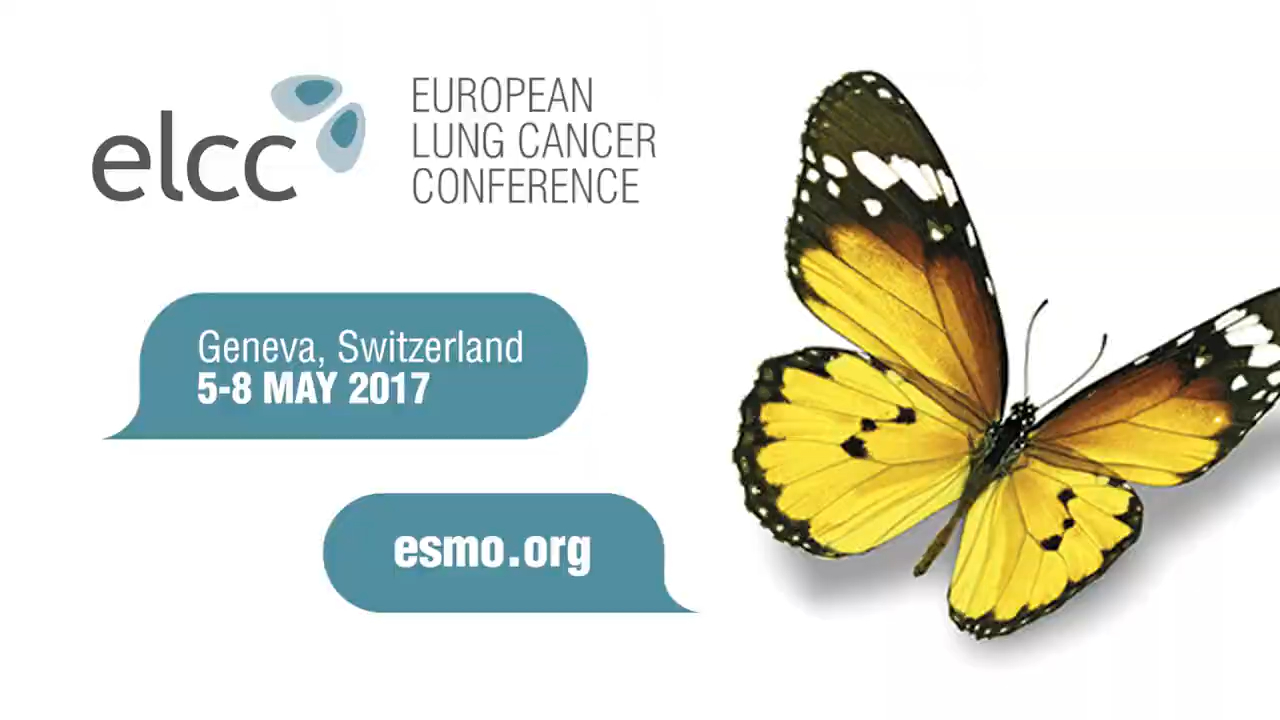 elcc
EUROPEAN
LUNG CANCER
CONFERENCE
Geneva, Switzerland
5-8 MAY 2017
esmo.org